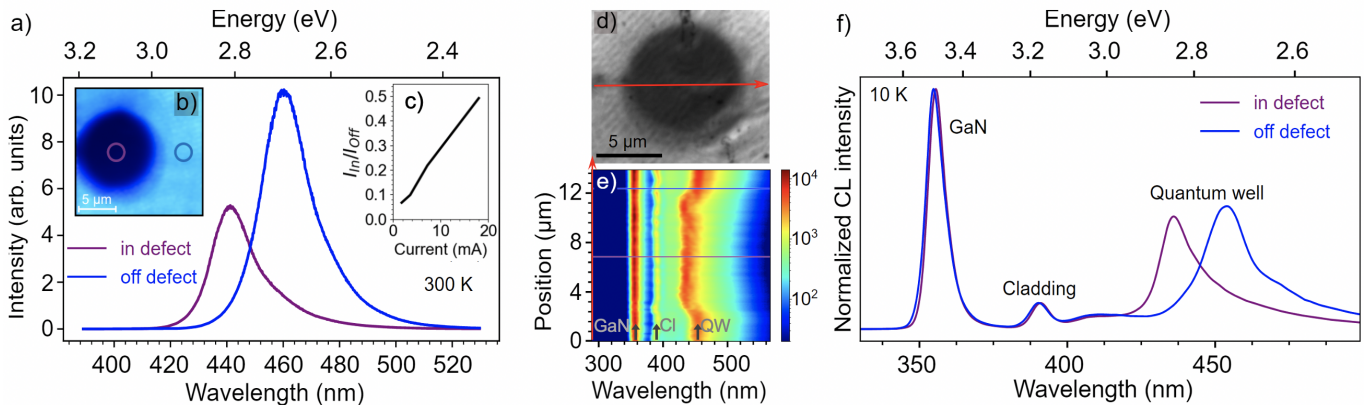 a)
Energy (eV)
3.2 3.0 2.8 2.6 2.4
10
8
6
4
2
0
Intensity (arb. units)
b)
5 µm
in defect
off defect
c)
0.5
0.4
0.3
0.2
0.1
0.0
I_In/I_Off
0 10 20
Current (mA)
300 K
400 420 440 460 480 500 520
Wavelength (nm)
d)
5 µm
e)
12
8
4
0
Position (µm)
GaN Cl QW
10^4
10^3
10^2
300 400 500
Wavelength (nm)
f)
Energy (eV)
3.6 3.4 3.2 3.0 2.8 2.6
10 K
Normalized CL intensity
in defect
off defect
GaN
Cladding
Quantum well
350 400 450
Wavelength (nm)